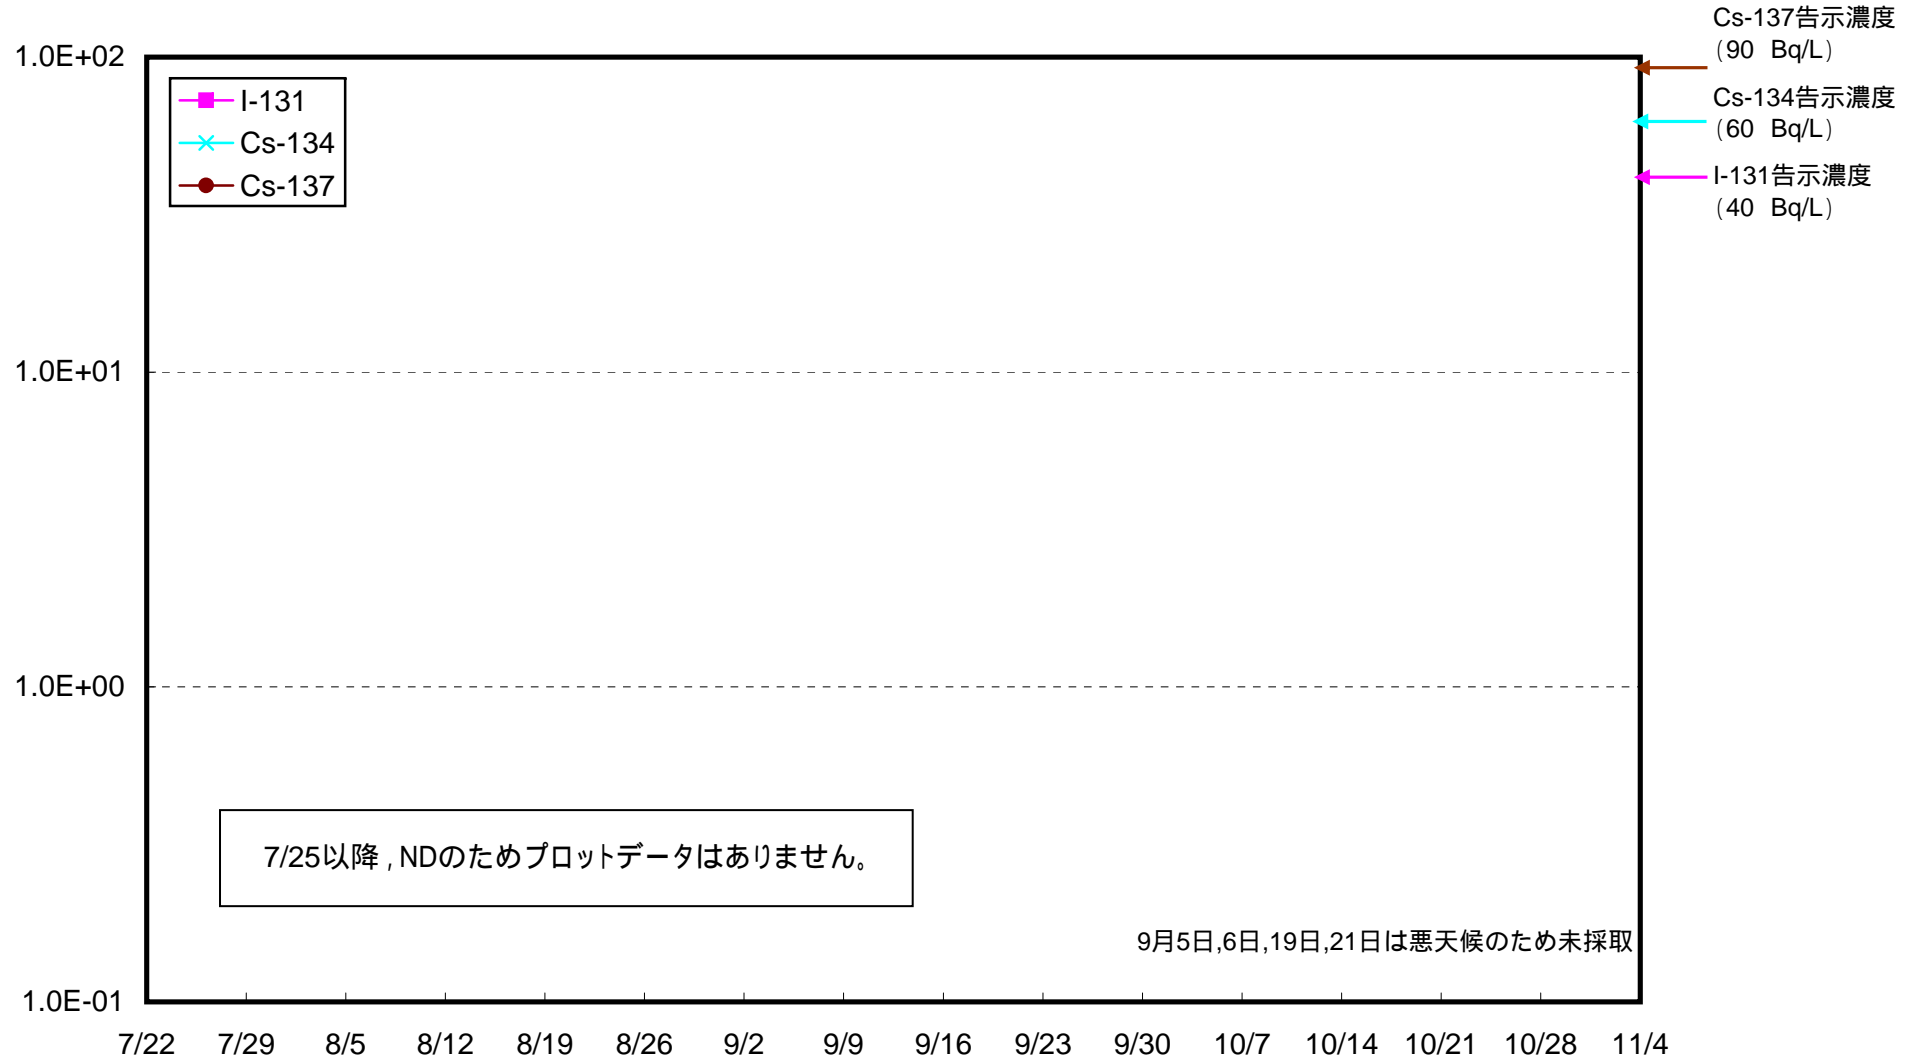 Cs-137告示濃度
(90 Bq/L)
Cs-134告示濃度
(60 Bq/L)
I-131告示濃度
(40 Bq/L)
1.0E+02
1.0E+01
1.0E+00
1.0E-01
I-131
Cs-134
Cs-137
7/25以降,NDのためプロットデータはありません。
9月5日,6日,19日,21日は悪天候のため未採取
7/22 7/29 8/5 8/12 8/19 8/26 9/2 9/9 9/16 9/23 9/30 10/7 10/14 10/21 10/28 11/4